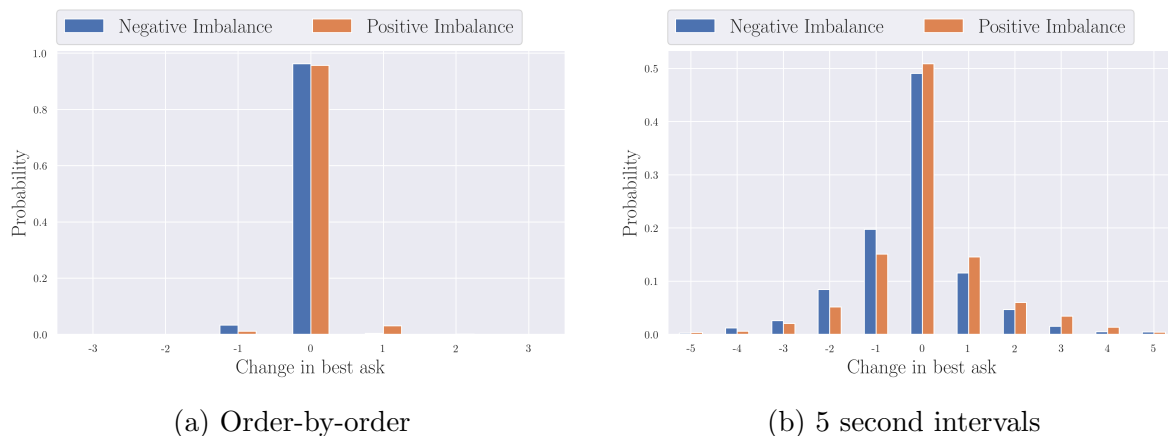 Negative Imbalance Positive Imbalance
1.0
0.8
0.6
0.4
0.2
0.0
Probability
-3 -2 -1 0 1 2 3
Change in best ask
(a) Order-by-order
Negative Imbalance Positive Imbalance
0.5
0.4
0.3
0.2
0.1
0.0
Probability
-5 -4 -3 -2 -1 0 1 2 3 4 5
Change in best ask
(b) 5 second intervals